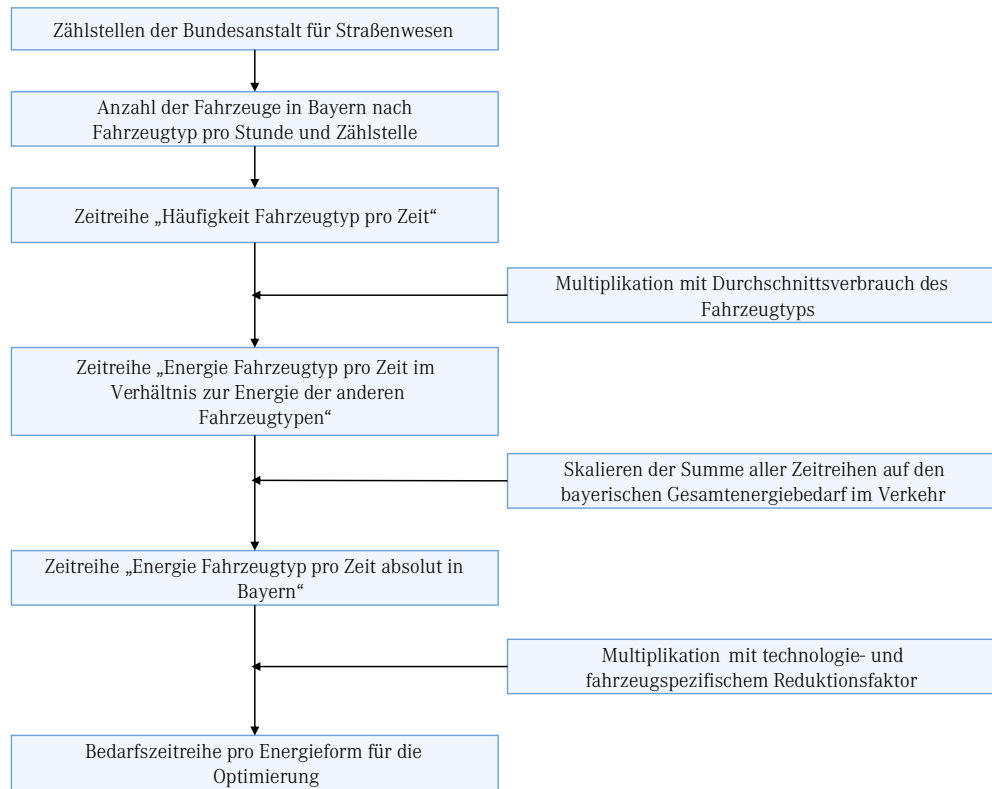 Zählstellen der Bundesanstalt für Straßenwesen
Anzahl der Fahrzeuge in Bayern nach
Fahrzeugtyp pro Stunde und Zählstelle
Zeitreihe „Häufigkeit Fahrzeugtyp pro Zeit“
Multiplikation mit Durchschnittsverbrauch des
Fahrzeugtyps
Zeitreihe „Energie Fahrzeugtyp pro Zeit im
Verhältnis zur Energie der anderen
Fahrzeugtypen“
Skalieren der Summe aller Zeitreihen auf den
bayerischen Gesamtenergiebedarf im Verkehr
Zeitreihe „Energie Fahrzeugtyp pro Zeit absolut in
Bayern“
Multiplikation mit technologie- und
fahrzeugspezifischem Reduktionsfaktor
Bedarfszeitreihe pro Energieform für die
Optimierung